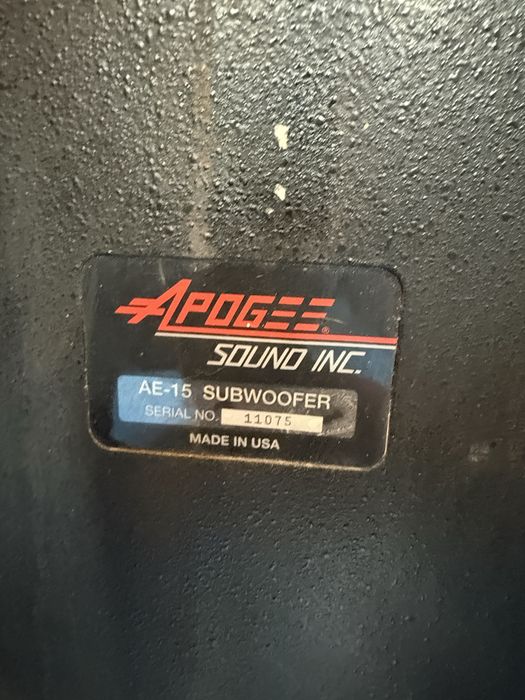 APOGEE®
SOUND INC.
AE-15 SUBWOOFER
SERIAL NO. 11075
MADE IN USA